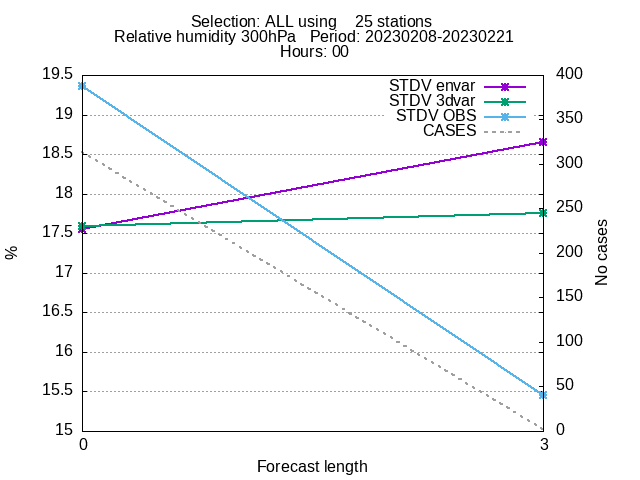 Selection: ALL using    25 stations
Relative humidity 300hPa   Period: 20230208-20230221
Hours: 00
STDV envar
STDV 3dvar
STDV OBS
CASES
19.5
19
18.5
18
17.5
17
16.5
16
15.5
15
400
350
300
250
200
150
100
50
0
%
No cases
0
3
Forecast length